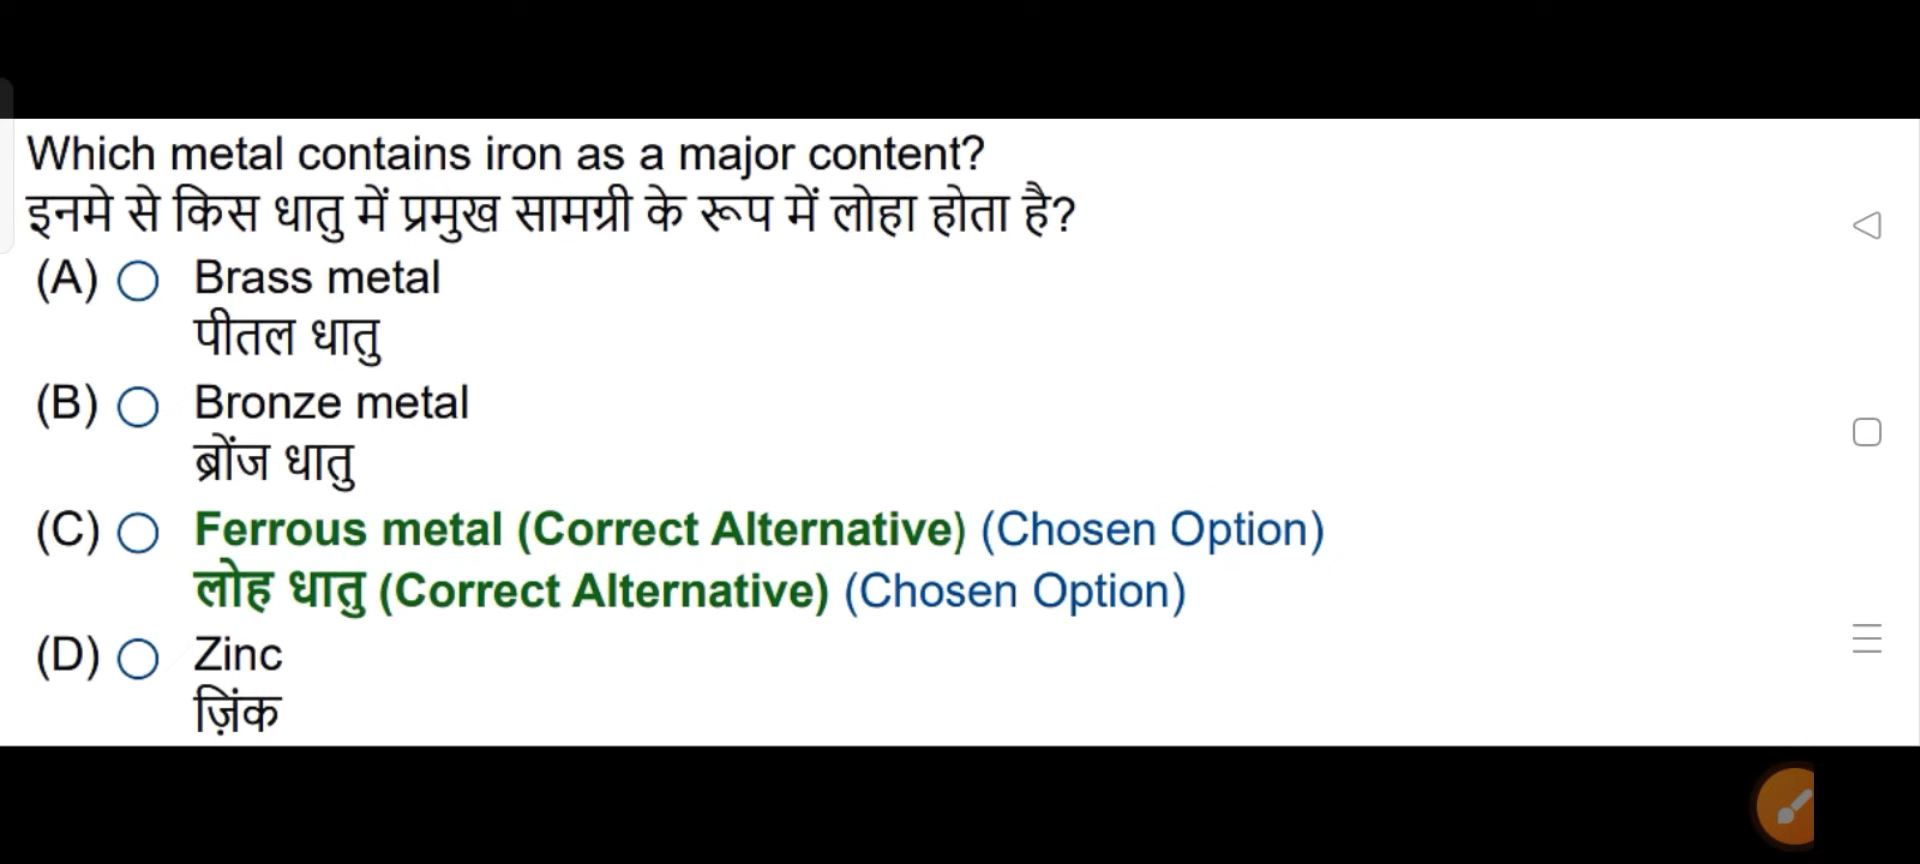 Which metal contains iron as a major content?
इनमे से किस धातु में प्रमुख सामग्री के रूप में लोहा होता है?
(A) Brass metal
पीतल धातु
(B) Bronze metal
ब्रोंज धातु
(C) Ferrous metal (Correct Alternative) (Chosen Option)
लोह धातु (Correct Alternative) (Chosen Option)
(D) Zinc
ज़िंक